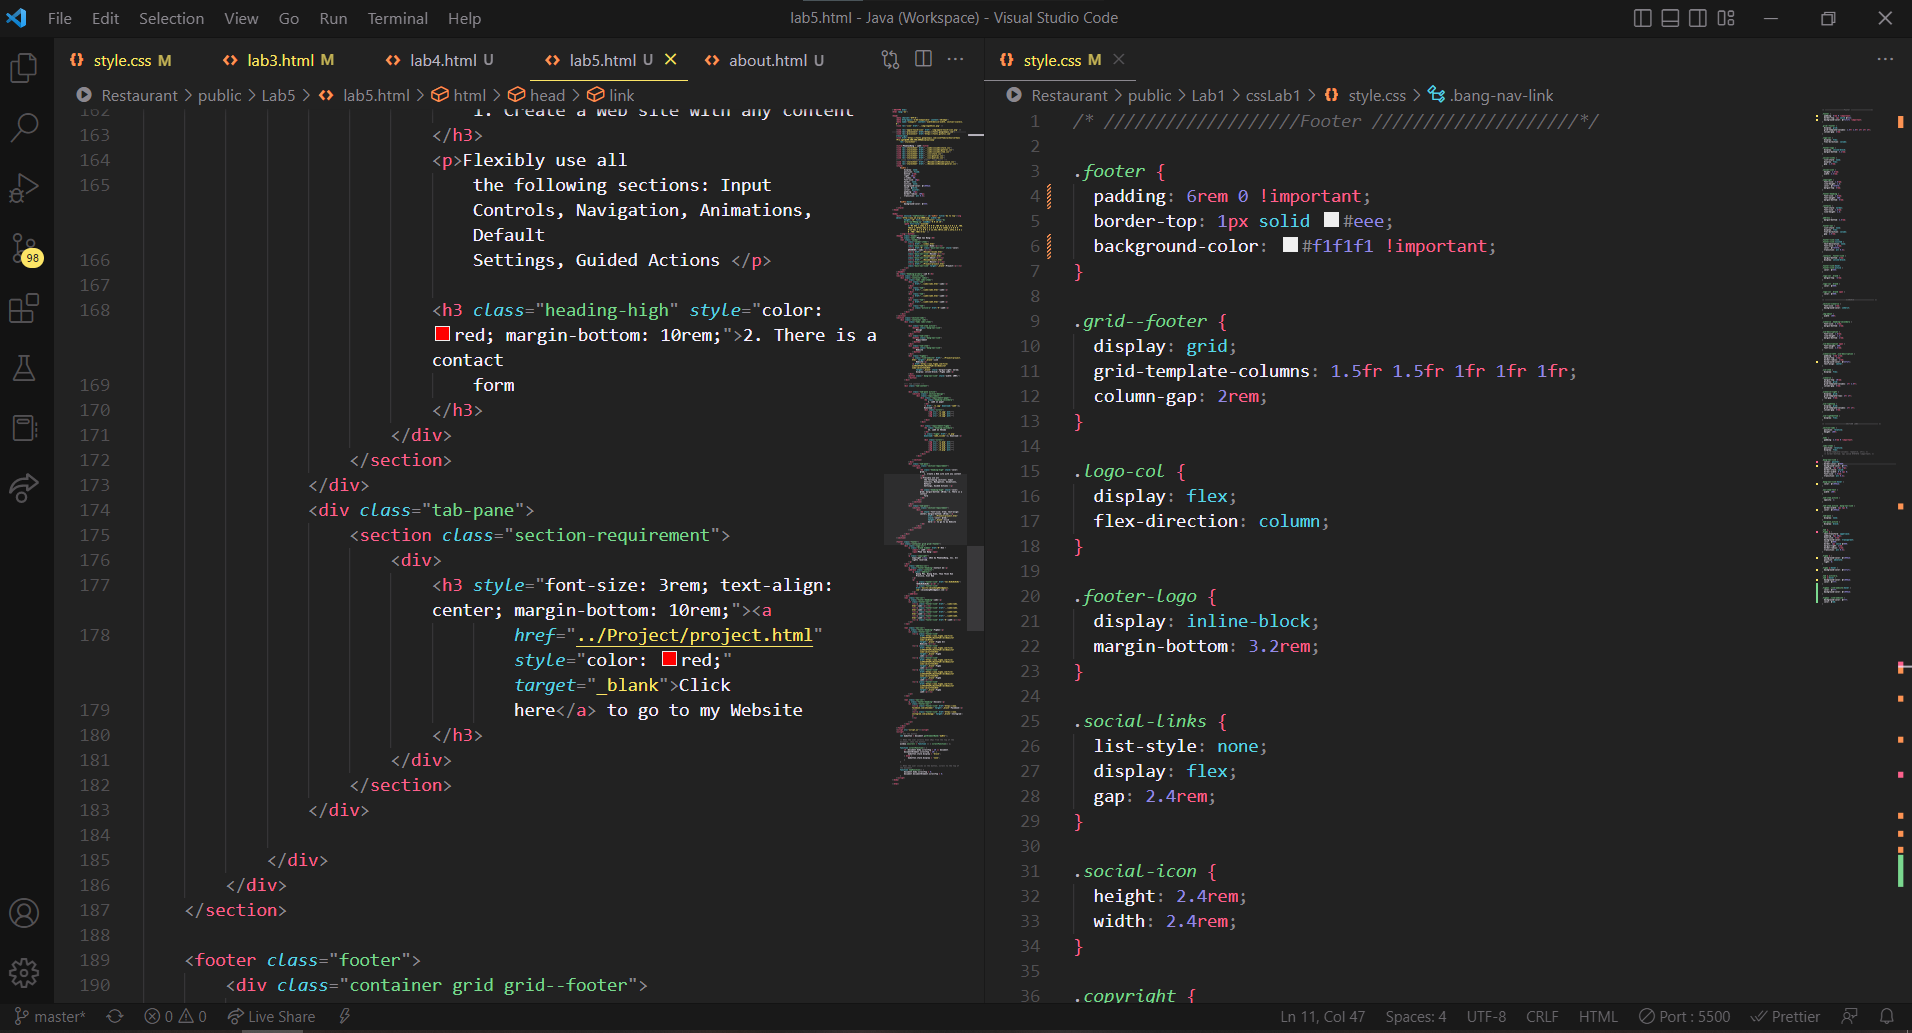 File Edit Selection View Go Run Terminal Help
lab5.html - Java (Workspace) - Visual Studio Code
style.css M
lab3.html M
lab4.html U
lab5.html U
about.html U
style.css M
Restaurant > public > Lab5 > lab5.html > html > head > link
Restaurant > public > Lab1 > cssLab1 > style.css > .bang-nav-link
98
162 1. Create a Web site with any content
163 </h3>
164 <p>Flexibly use all
165 the following sections: Input
Controls, Navigation, Animations,
Default
166 Settings, Guided Actions </p>
167
168 <h3 class="heading-high" style="color:
red; margin-bottom: 10rem;">2. There is a
contact
169 form
170 </h3>
171 </div>
172 </section>
173 </div>
174 <div class="tab-pane">
175 <section class="section-requirement">
176 <div>
177 <h3 style="font-size: 3rem; text-align:
center; margin-bottom: 10rem;"><a
178 href="../Project/project.html"
style="color: red;"
target="_blank">Click
179 here</a> to go to my Website
180 </h3>
181 </div>
182 </section>
183 </div>
184
185 </div>
186 </div>
187 </section>
188
189 <footer class="footer">
190 <div class="container grid grid--footer">
1 /* ///////////////////Footer ////////////////////*/
2
3 .footer {
4 padding: 6rem 0 !important;
5 border-top: 1px solid #eee;
6 background-color: #f1f1f1 !important;
7 }
8
9 .grid--footer {
10 display: grid;
11 grid-template-columns: 1.5fr 1.5fr 1fr 1fr 1fr;
12 column-gap: 2rem;
13 }
14
15 .logo-col {
16 display: flex;
17 flex-direction: column;
18 }
19
20 .footer-logo {
21 display: inline-block;
22 margin-bottom: 3.2rem;
23 }
24
25 .social-links {
26 list-style: none;
27 display: flex;
28 gap: 2.4rem;
29 }
30
31 .social-icon {
32 height: 2.4rem;
33 width: 2.4rem;
34 }
35
36 .copyright {
master* 0 0 Live Share
Ln 11, Col 47 Spaces: 4 UTF-8 CRLF HTML Port : 5500 Prettier